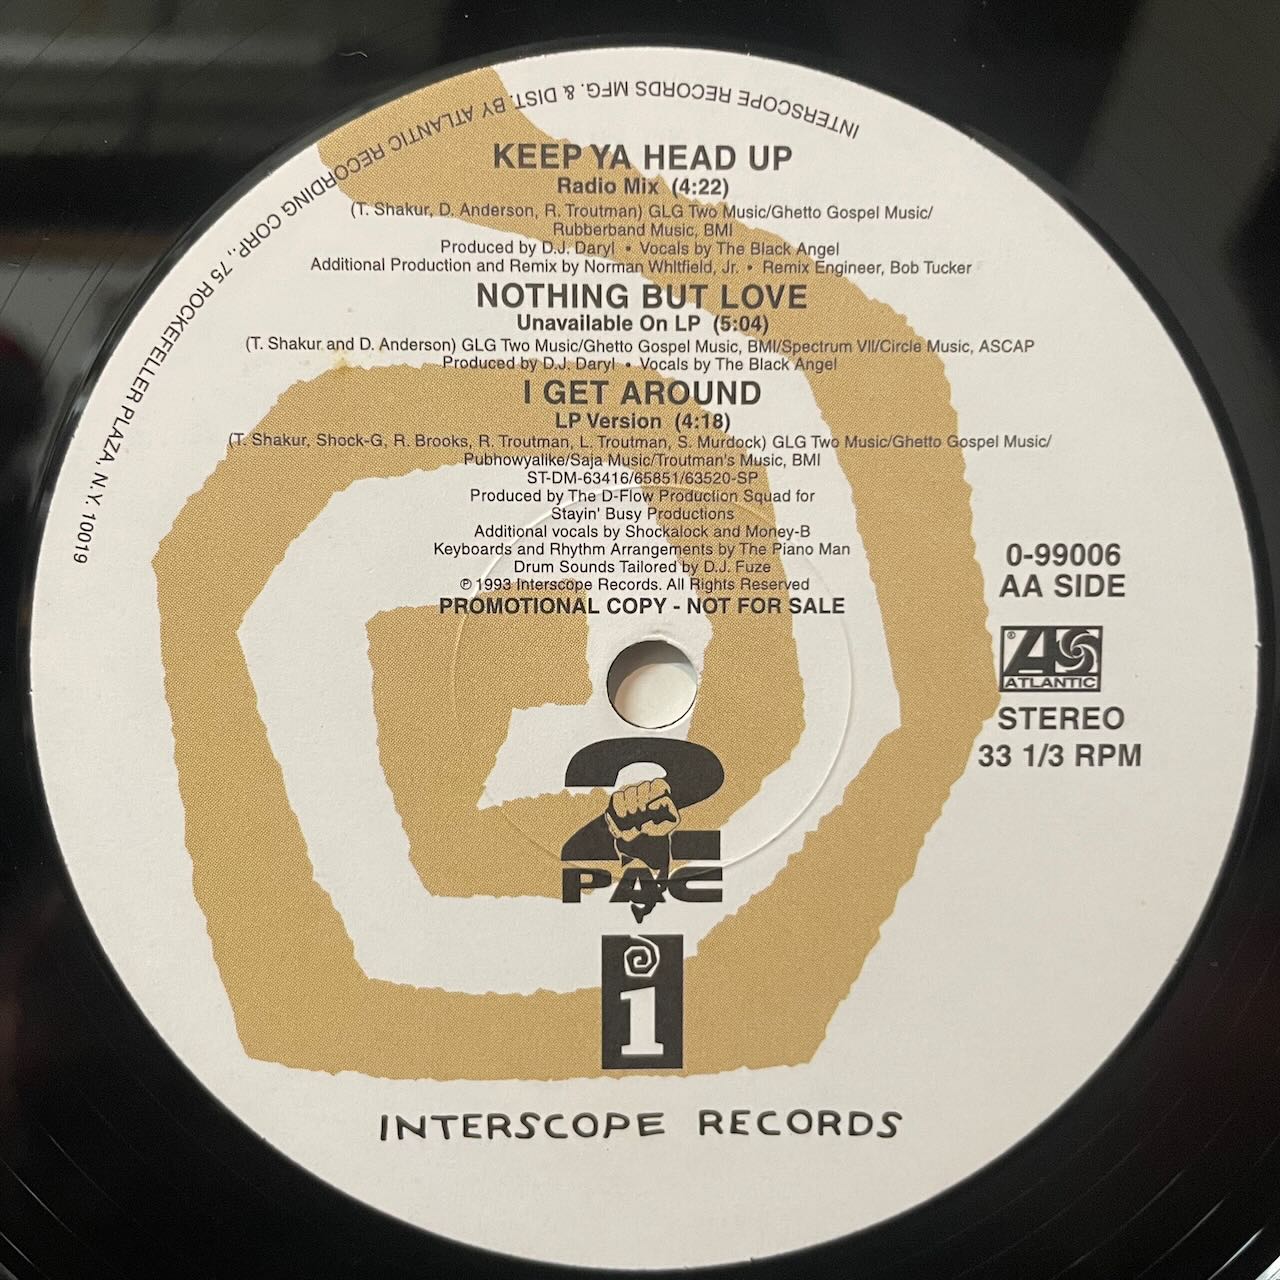 INTERSCOPE RECORDS MFG. & DIST. BY ATLANTIC RECORDING CORP., 75 ROCKEFELLER PLAZA, N.Y. 10019
KEEP YA HEAD UP
Radio Mix (4:22)
(T. Shakur, D. Anderson, R. Troutman) GLG Two Music/Ghetto Gospel Music/
Rubberband Music, BMI
Produced by D.J. Daryl • Vocals by The Black Angel
Additional Production and Remix by Norman Whitfield, Jr. • Remix Engineer, Bob Tucker
NOTHING BUT LOVE
Unavailable On LP (5:04)
(T. Shakur and D. Anderson) GLG Two Music/Ghetto Gospel Music, BMI/Spectrum VII/Circle Music, ASCAP
Produced by D.J. Daryl • Vocals by The Black Angel
I GET AROUND
LP Version (4:18)
(T. Shakur, Shock-G, R. Brooks, R. Troutman, L. Troutman, S. Murdock) GLG Two Music/Ghetto Gospel Music/
Pubhowyalike/Saja Music/Troutman's Music, BMI
ST-DM-63416/65851/63520-SP
Produced by The D-Flow Production Squad for
Stayin' Busy Productions
Additional vocals by Shockalock and Money-B
Keyboards and Rhythm Arrangements by The Piano Man
Drum Sounds Tailored by D.J. Fuze
℗ 1993 Interscope Records. All Rights Reserved
PROMOTIONAL COPY - NOT FOR SALE
0-99006
AA SIDE
® A
ATLANTIC
STEREO
33 1/3 RPM
2
PAC
i
INTERSCOPE RECORDS